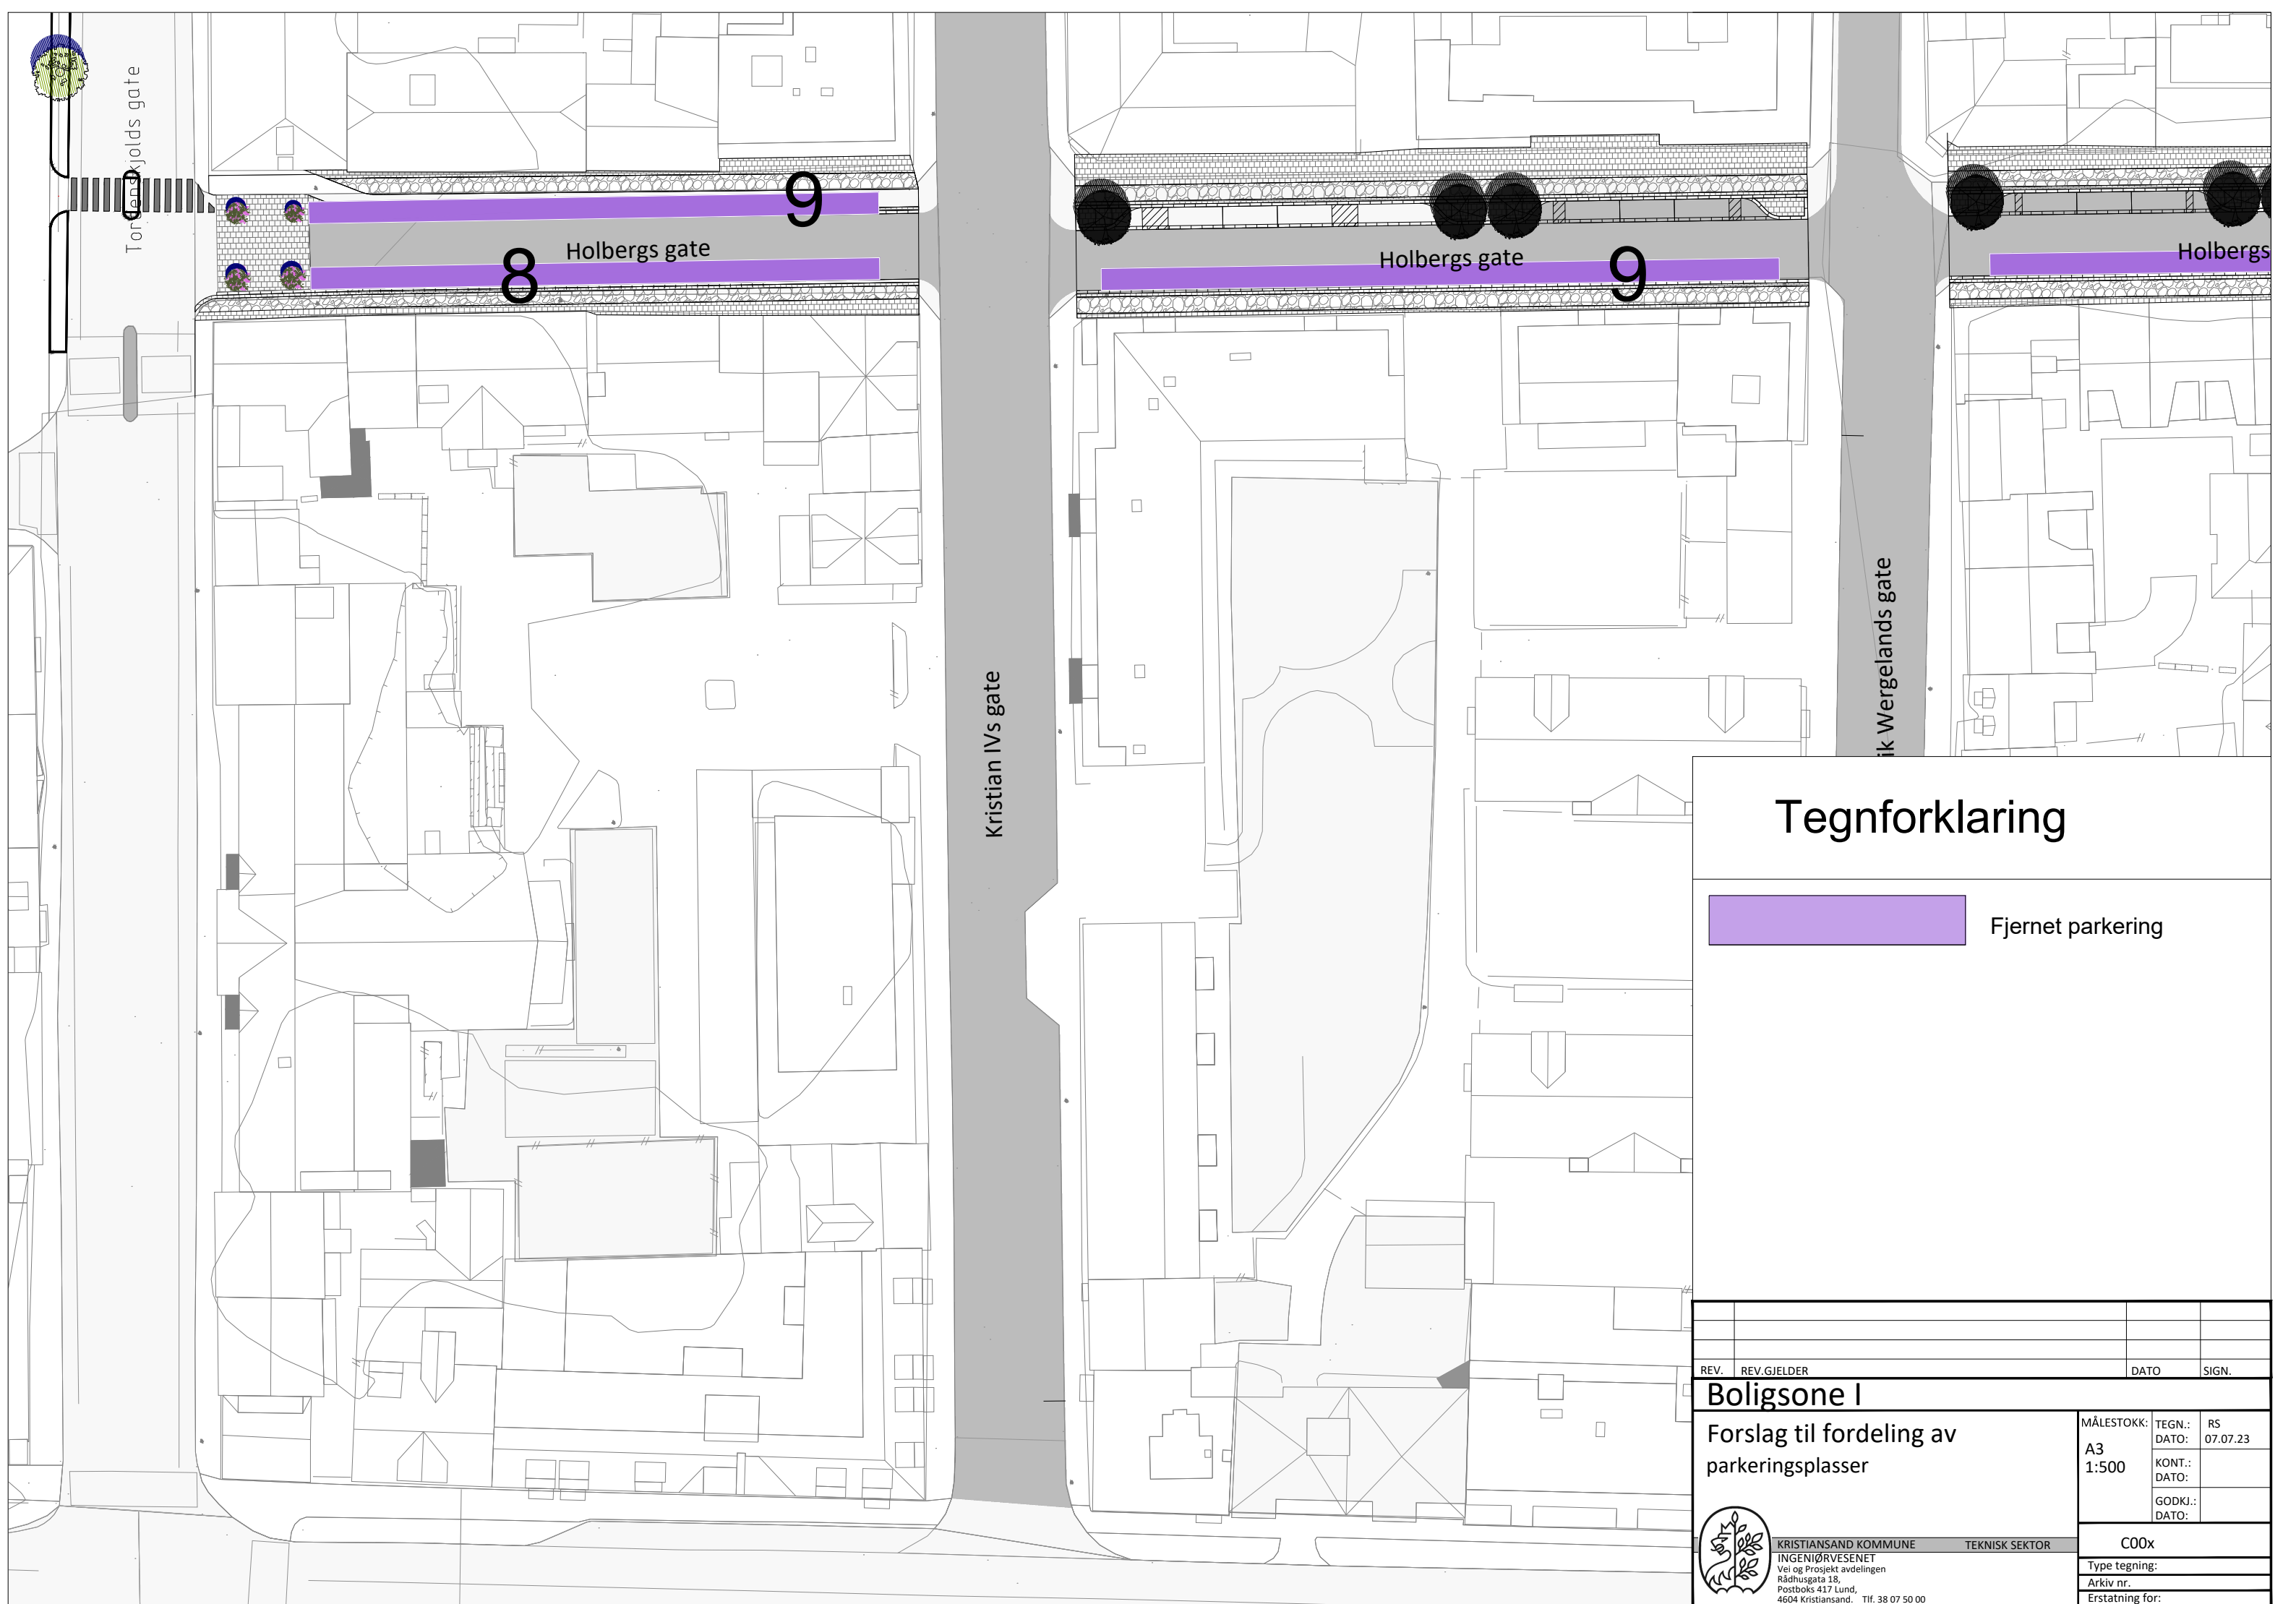 Tordenskjolds gate
9
Holbergs gate
8
Holbergs gate
9
Holbergs
Kristian IVs gate
ik Wergelands gate
Tegnforklaring
Fjernet parkering
REV. REV.GJELDER DATO SIGN.
Boligsone I
Forslag til fordeling av
parkeringsplasser
MÅLESTOKK:
A3
1:500
TEGN.: RS
DATO: 07.07.23
KONT.:
DATO:
GODKJ.:
DATO:
KRISTIANSAND KOMMUNE TEKNISK SEKTOR
INGENIØRVESENET
Vei og Prosjekt avdelingen
Rådhusgata 18,
Postboks 417 Lund,
4604 Kristiansand. Tlf. 38 07 50 00
C00x
Type tegning:
Arkiv nr.
Erstatning for: